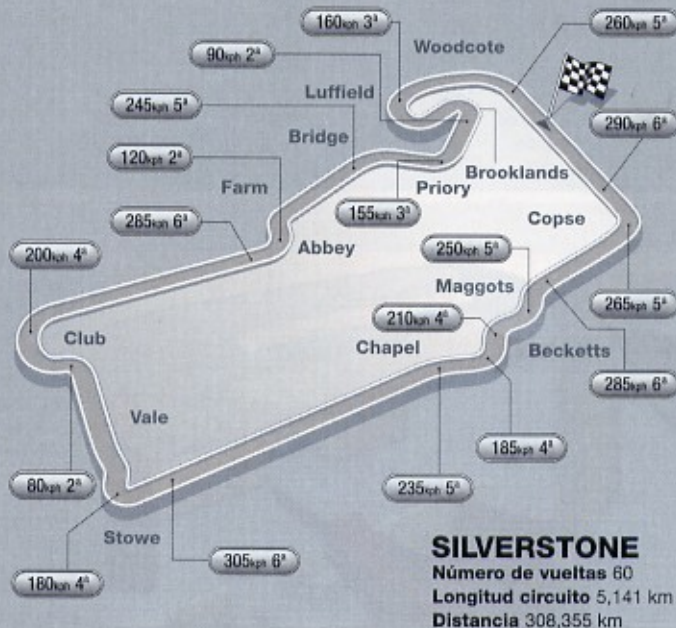 160kph 3ª
Woodcote
260kph 5ª
90kph 2ª
Luffield
245kph 5ª
Bridge
290kph 6ª
120kph 2ª
Brooklands
Priory
Farm
155kph 3ª
Copse
285kph 6ª
Abbey
200kph 4ª
250kph 5ª
Maggots
265kph 5ª
210kph 4ª
Club
Chapel
Becketts
285kph 6ª
Vale
185kph 4ª
80kph 2ª
235kph 5ª
Stowe
305kph 6ª
180kph 4ª
SILVERSTONE
Número de vueltas 60
Longitud circuito 5,141 km
Distancia 308,355 km